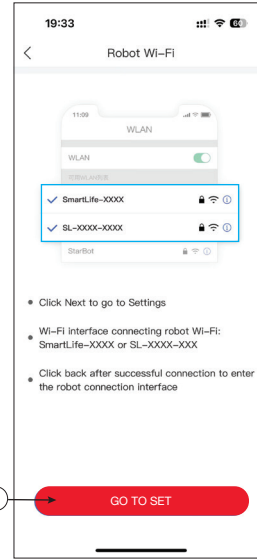 19:33
60
Robot Wi-Fi
11:09
WLAN
WLAN
SmartLife-XXXX
SL-XXXX-XXXX
StarBot
Click Next to go to Settings
Wi-Fi interface connecting robot Wi-Fi:
SmartLife-XXXX or SL-XXXX-XXX
Click back after successful connection to enter
the robot connection interface
GO TO SET